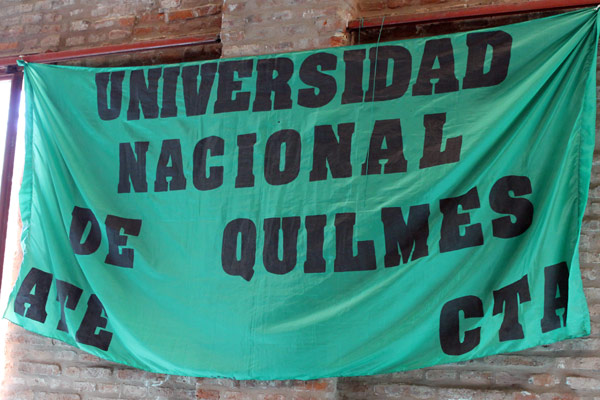 UNIVERSIDAD
NACIONAL
DE QUILMES
ATE CTA